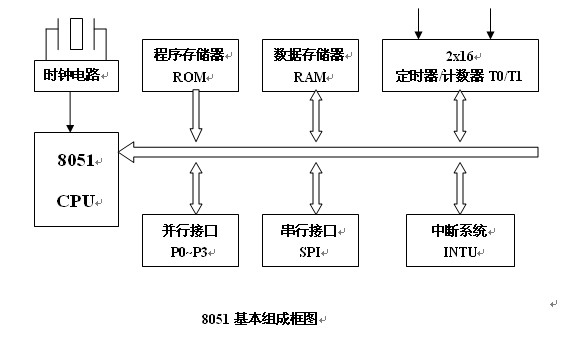 时钟电路
程序存储器
ROM
数据存储器
RAM
2x16
定时器/计数器 T0/T1
8051
CPU
并行接口
P0~P3
串行接口
SPI
中断系统
INTU
8051 基本组成框图